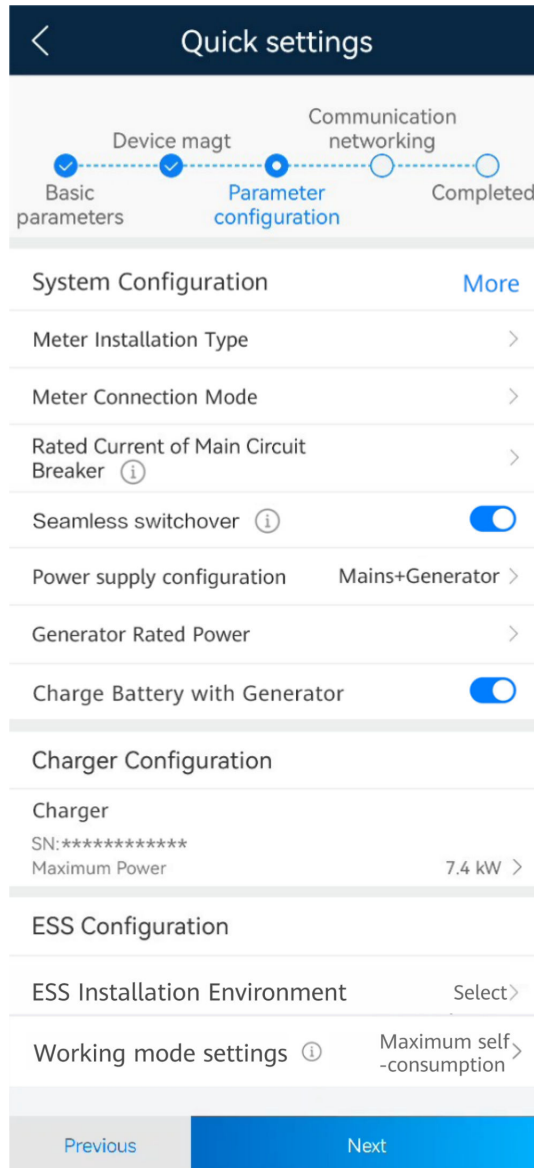 Quick settings
Communication
Device magt
networking
Basic
Parameter
Completed
parameters
configuration
System Configuration
More
Meter Installation Type
Meter Connection Mode
Rated Current of Main Circuit
Breaker
Seamless switchover
Power supply configuration Mains+Generator
Generator Rated Power
Charge Battery with Generator
Charger Configuration
Charger
SN:************
Maximum Power 7.4 kW
ESS Configuration
ESS Installation Environment Select
Working mode settings
Maximum self
-consumption
Previous
Next